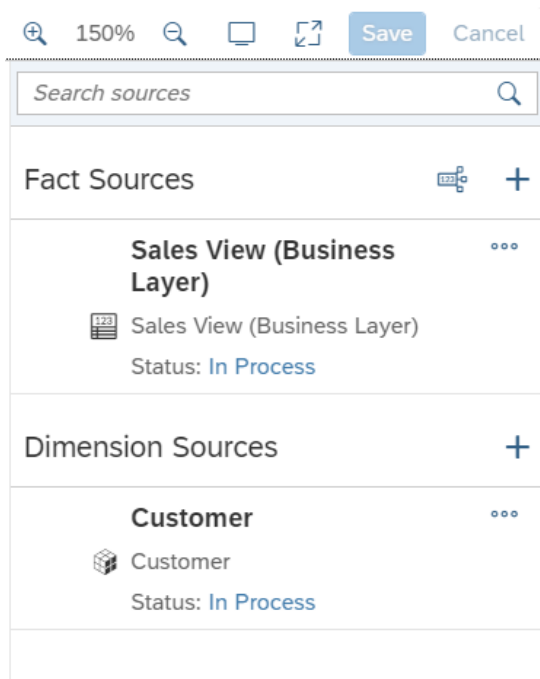 150% Save Cancel
Search sources
Fact Sources
123
Sales View (Business
Layer)
123
Sales View (Business Layer)
Status: In Process
Dimension Sources
Customer
Customer
Status: In Process